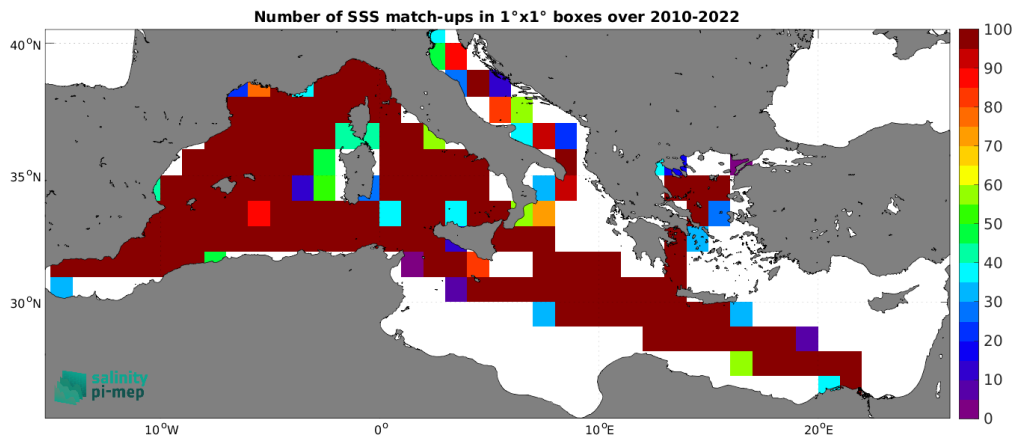 Number of SSS match-ups in 1°x1° boxes over 2010-2022
40°N
35°N
30°N
10°W
0°
10°E
20°E
100
90
80
70
60
50
40
30
20
10
0
salinity
pi-mep